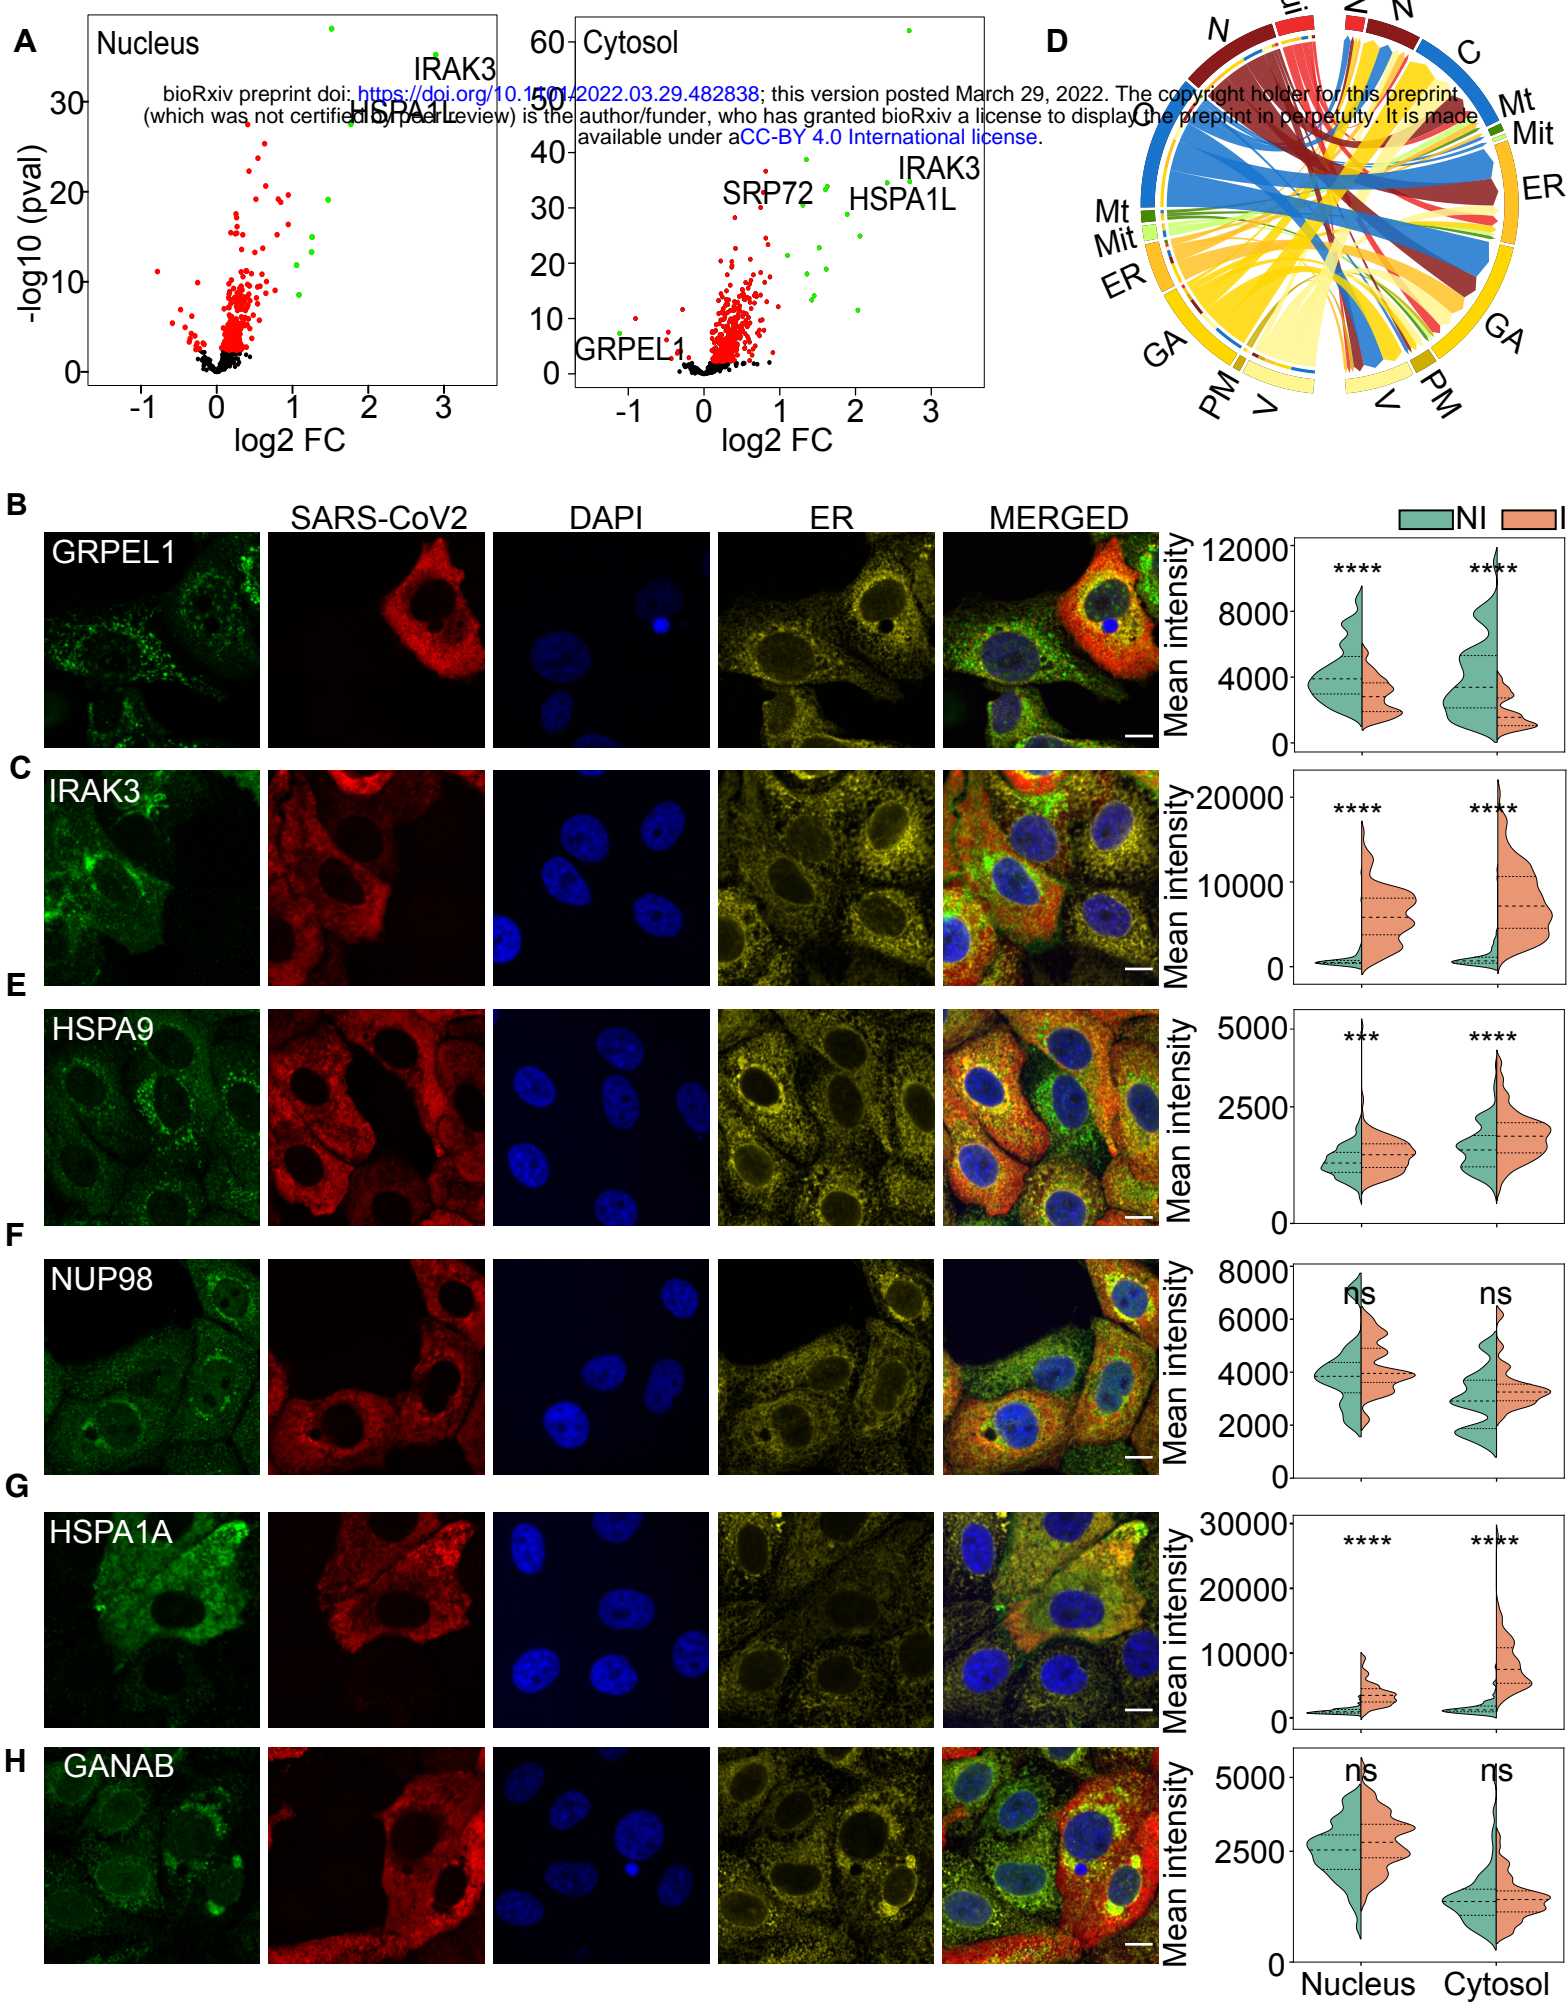 A
Nucleus
IRAK3
HSPA1L
30
20
10
0
-log10 (pval)
-1 0 1 2 3
log2 FC
Cytosol
60
50
40
30
20
10
0
IRAK3
SRP72
HSPA1L
GRPEL1
-1 0 1 2 3
log2 FC
bioRxiv preprint doi: https://doi.org/10.1101/2022.03.29.482838; this version posted March 29, 2022. The copyright holder for this preprint
(which was not certified by peer review) is the author/funder, who has granted bioRxiv a license to display the preprint in perpetuity. It is made
available under aCC-BY 4.0 International license.
D
N
C
Mt
Mit
ER
GA
PM
V
V
N
C
Mt
Mit
ER
GA
PM
V
B
SARS-CoV2 DAPI ER MERGED
NI I
GRPEL1
Mean intensity
12000
8000
4000
0
**** ****
C
IRAK3
Mean intensity
20000
10000
0
**** ****
E
HSPA9
Mean intensity
5000
2500
0
*** ****
F
NUP98
Mean intensity
8000
6000
4000
2000
0
ns ns
G
HSPA1A
Mean intensity
30000
20000
10000
0
**** ****
H
GANAB
Mean intensity
5000
2500
0
ns ns
Nucleus Cytosol